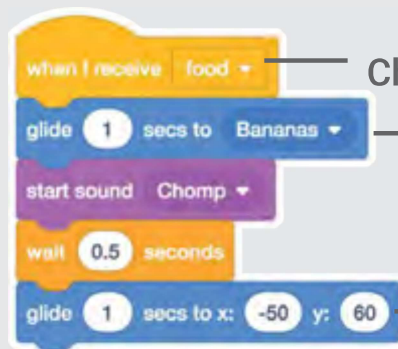 when I receive food
glide 1 secs to Bananas
start sound Chomp
wait 0.5 seconds
glide 1 secs to x: -50 y: 60